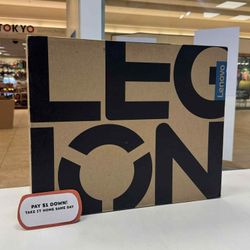 TOKYO
LEG
ION
Lenovo
PAY $1 DOWN!
TAKE IT HOME SAME DAY